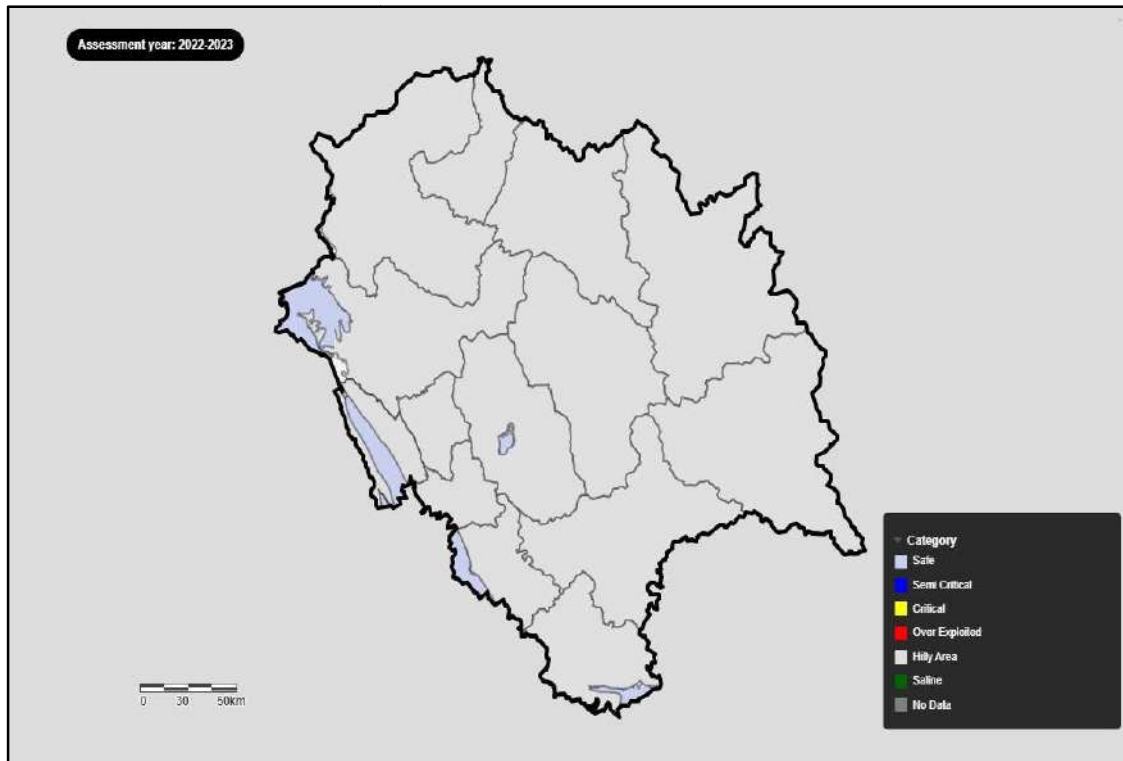 Assessment year: 2022-2023
Category
Safe
Semi Critical
Critical
Over Exploited
Hilly Area
Saline
No Data
0 30 50km